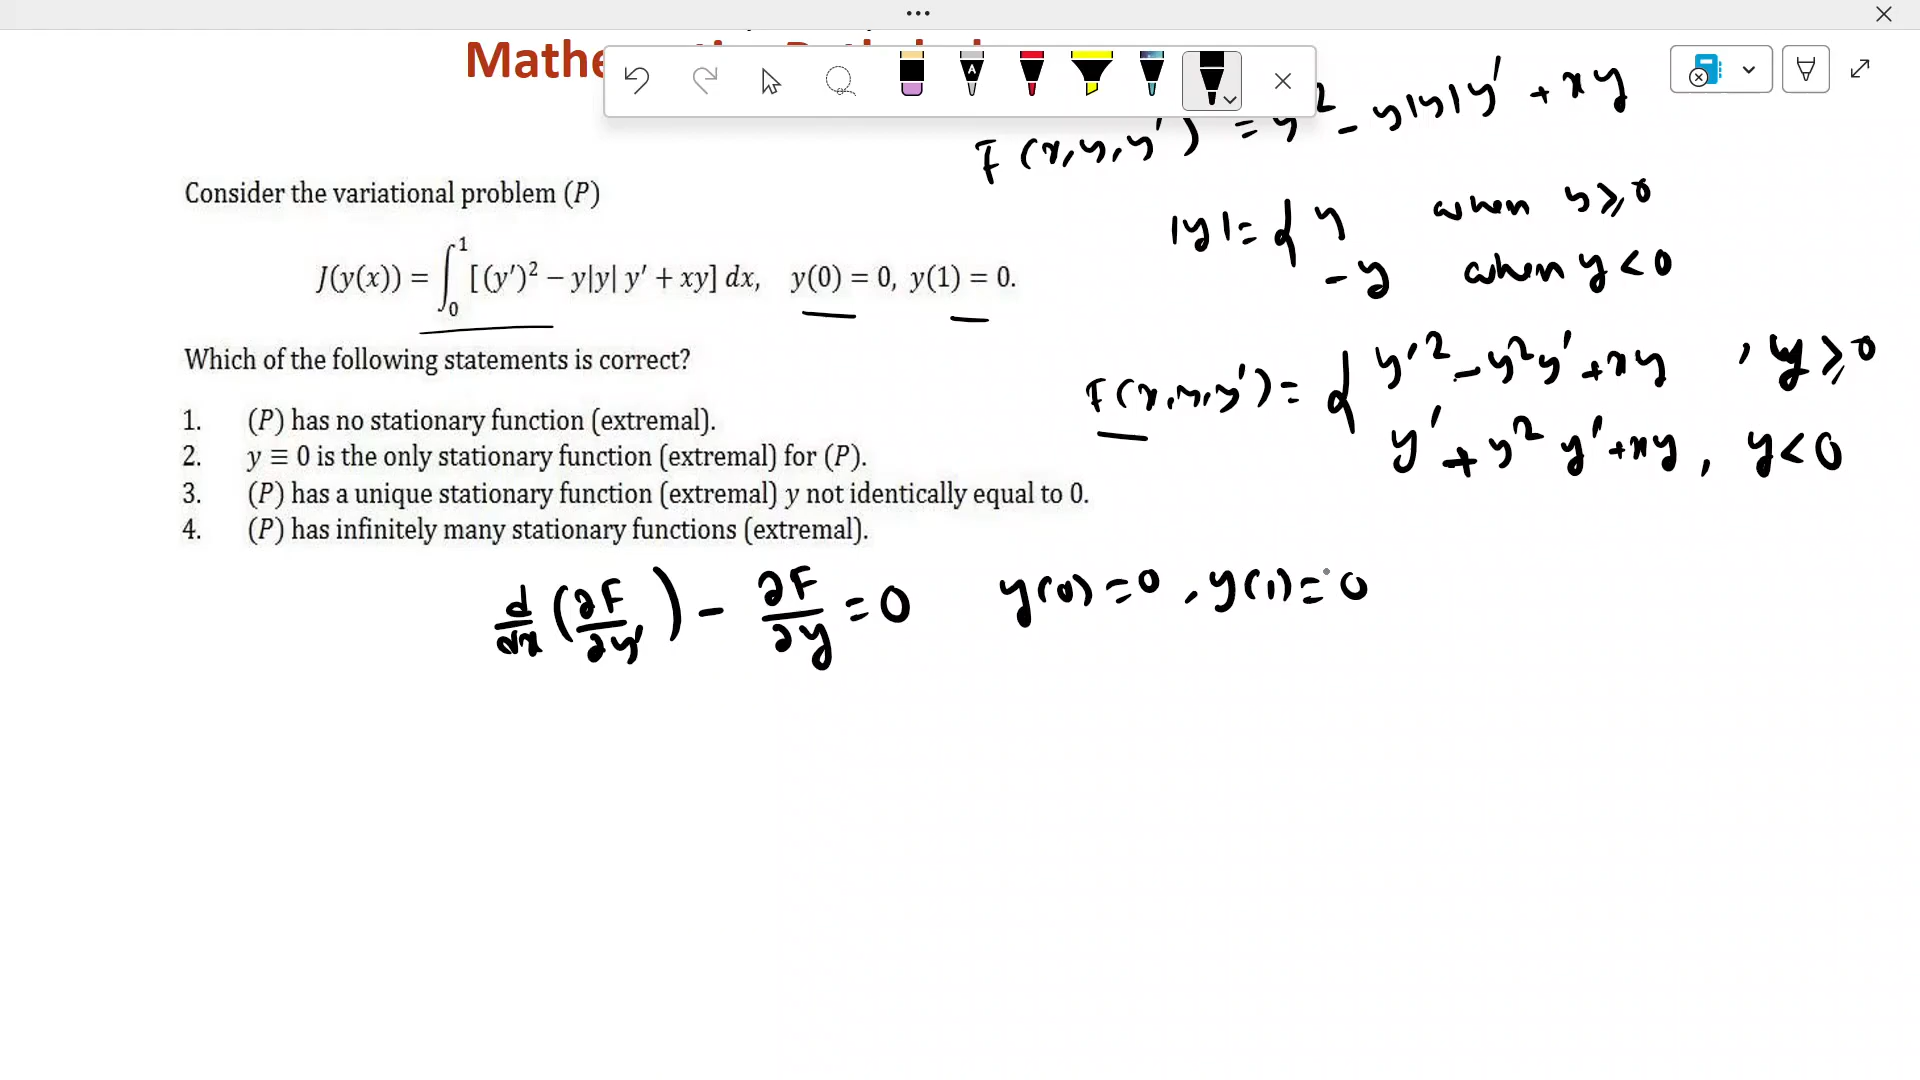 Mathe
F(x,y,y') = y'2 - y|y|y' + xy
Consider the variational problem (P)
|y| = { y when y ≥ 0
-y when y < 0
J(y(x)) = ∫₀¹ [(y')² − y|y| y' + xy] dx, y(0) = 0, y(1) = 0.
Which of the following statements is correct?
F(x,y,y') = { y'² - y²y' + xy , y ≥ 0
y' + y² y' + xy , y < 0
1. (P) has no stationary function (extremal).
2. y ≡ 0 is the only stationary function (extremal) for (P).
3. (P) has a unique stationary function (extremal) y not identically equal to 0.
4. (P) has infinitely many stationary functions (extremal).
d/dx (∂F/∂y') - ∂F/∂y = 0 y(0) = 0 , y(1) = 0